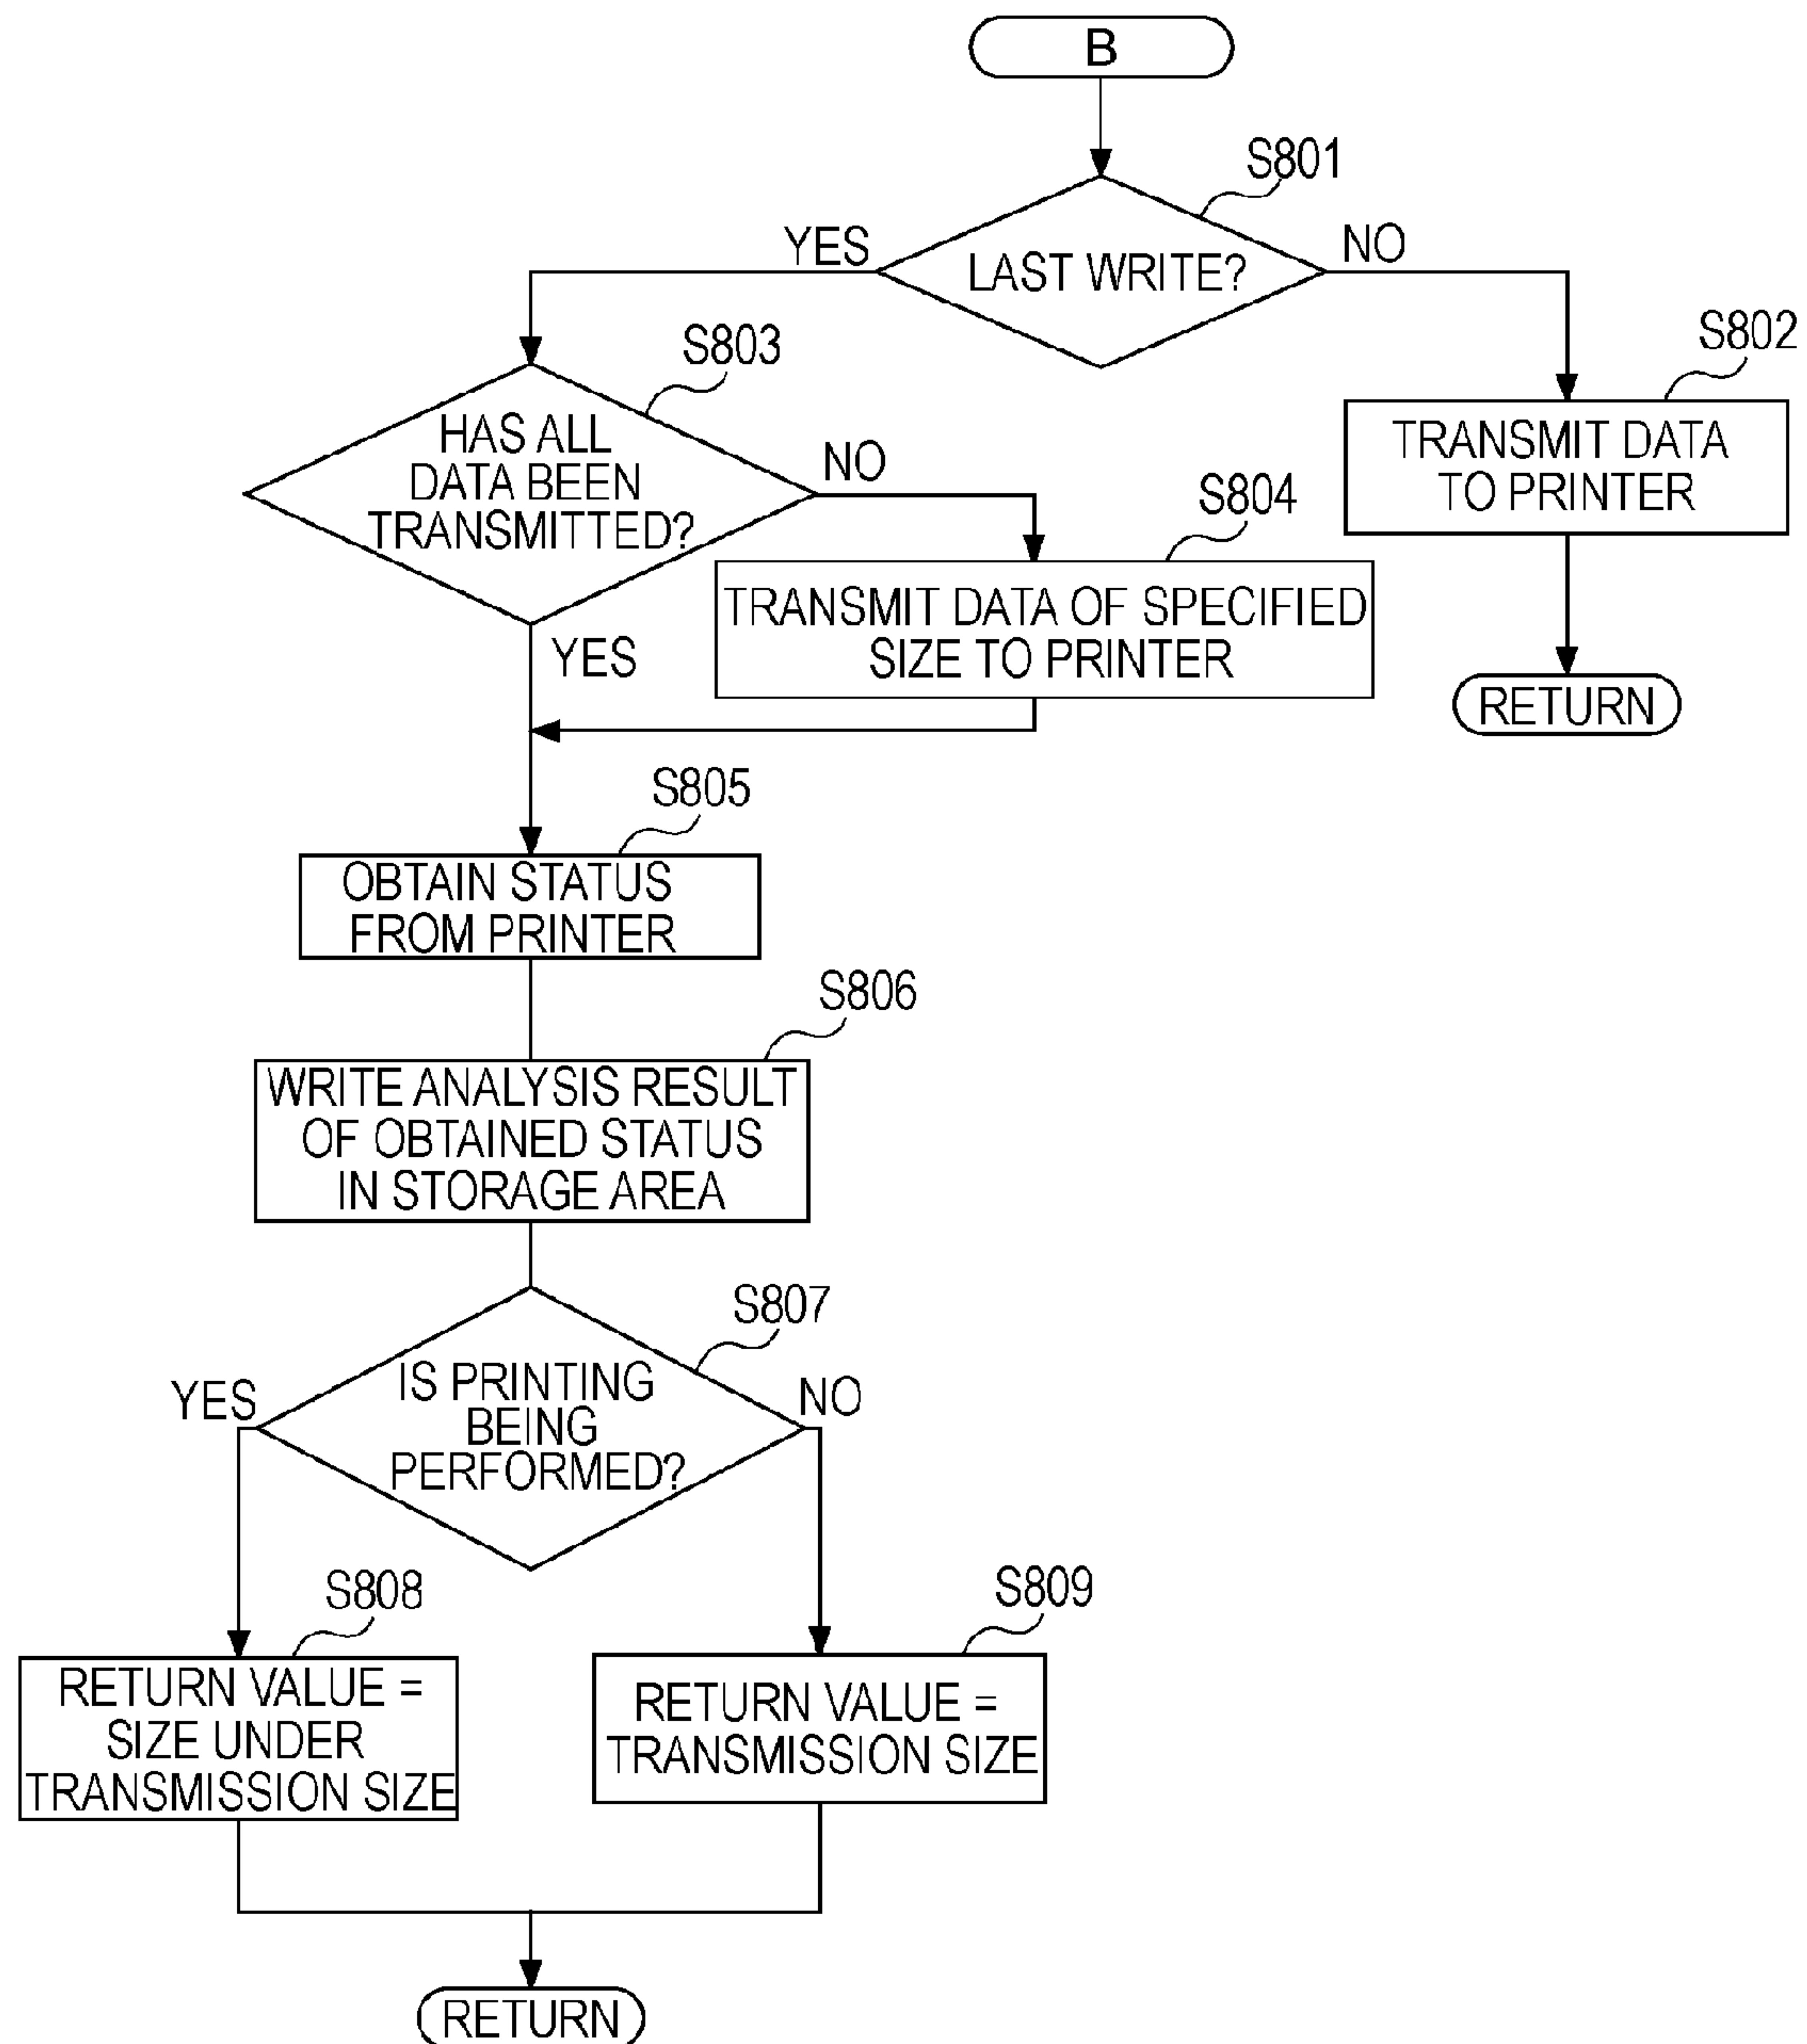 B
S801
YES
NO
LAST WRITE?
S802
S803
TRANSMIT DATA
TO PRINTER
HAS ALL
DATA BEEN
TRANSMITTED?
NO
S804
TRANSMIT DATA OF SPECIFIED
SIZE TO PRINTER
YES
RETURN
S805
OBTAIN STATUS
FROM PRINTER
S806
WRITE ANALYSIS RESULT
OF OBTAINED STATUS
IN STORAGE AREA
S807
IS PRINTING
BEING
PERFORMED?
YES
NO
S808
S809
RETURN VALUE =
SIZE UNDER
TRANSMISSION SIZE
RETURN VALUE =
TRANSMISSION SIZE
RETURN